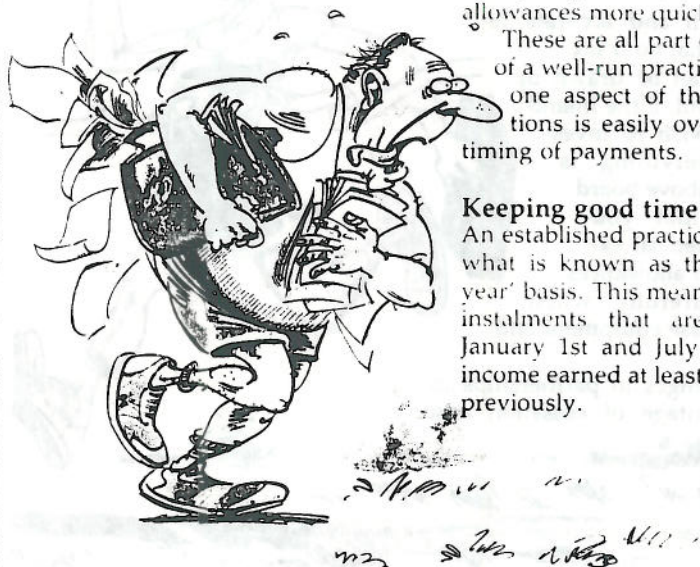 allowances more quic
These are all part
of a well-run practi
one aspect of th
tions is easily ov
timing of payments.
Keeping good time
An established practic
what is known as th
year' basis. This mean
instalments that are
January 1st and July
income earned at least
previously.